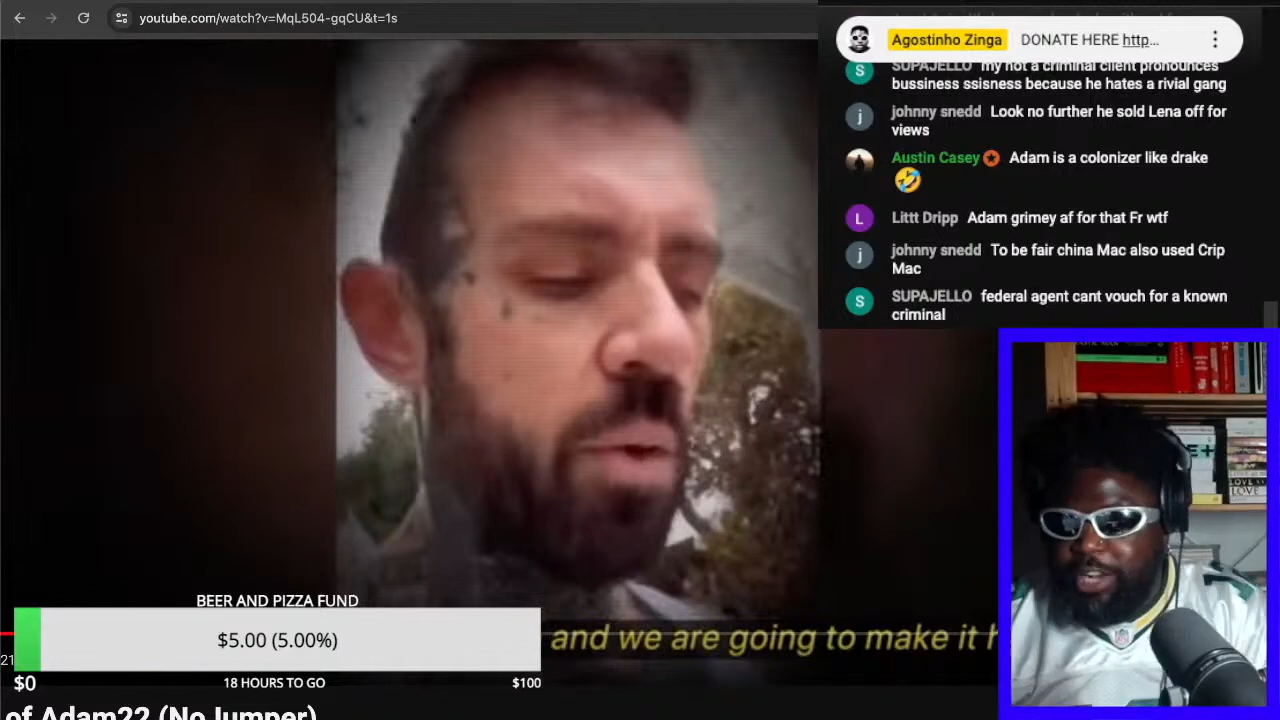 youtube.com/watch?v=MqL504-gqCU&t=1s
Agostinho Zinga DONATE HERE http...
SUPAJELLO my not a criminal client pronounces
bussiness ssisness because he hates a rivial gang
johnny snedd Look no further he sold Lena off for
views
Austin Casey Adam is a colonizer like drake
🤣
Littt Dripp Adam grimey af for that Fr wtf
johnny snedd To be fair china Mac also used Crip
Mac
SUPAJELLO federal agent cant vouch for a known
criminal
BEER AND PIZZA FUND
$5.00 (5.00%)
and we are going to make it
21
$0 18 HOURS TO GO $100
of Adam22 (No Jumper)
LOVE
LOVE